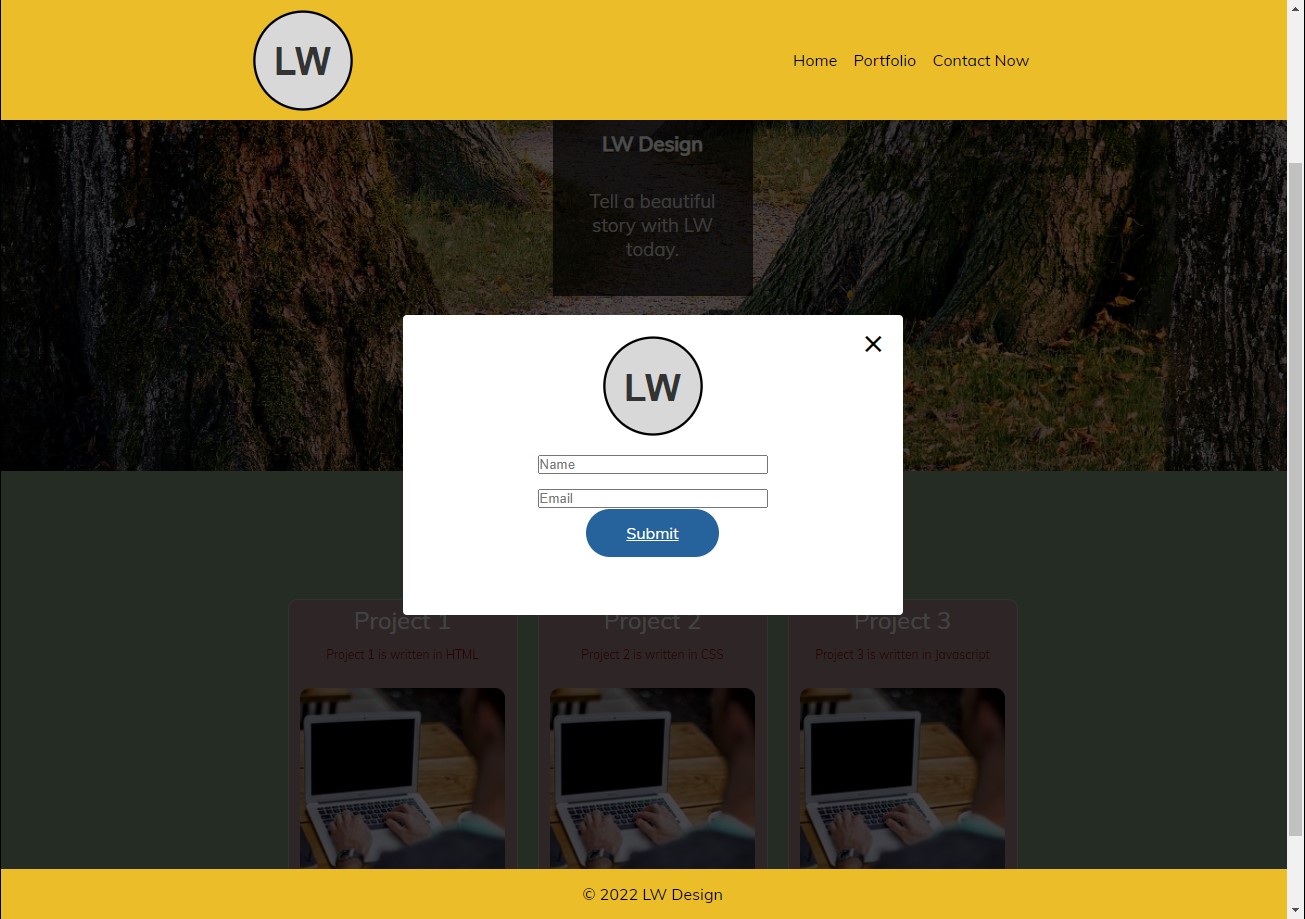 LW
Home Portfolio Contact Now
LW Design
Tell a beautiful
story with LW
today.
LW
Name
Email
Submit
Project 1 Project 2 Project 3
Project 1 is written in HTML Project 2 is written in CSS Project 3 is written in Javascript
© 2022 LW Design